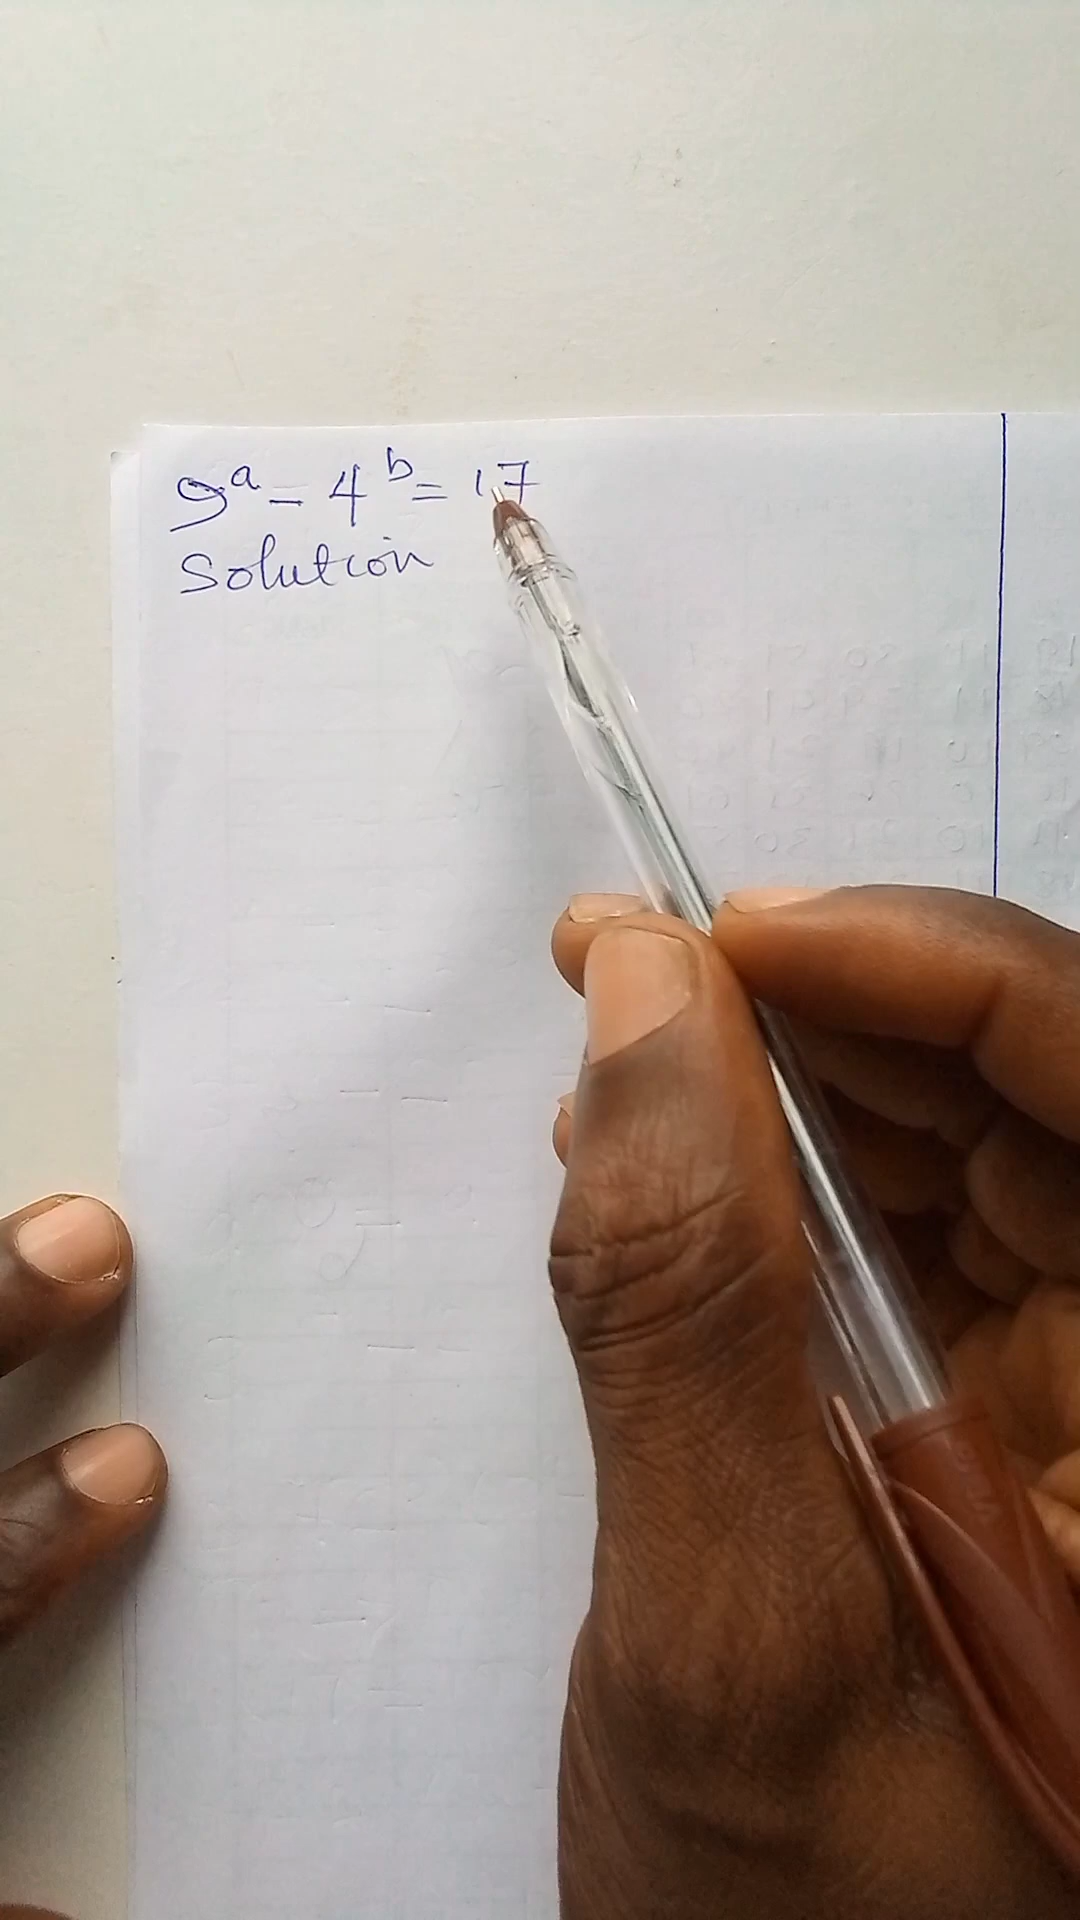 9^a - 4^b = 17
Solution